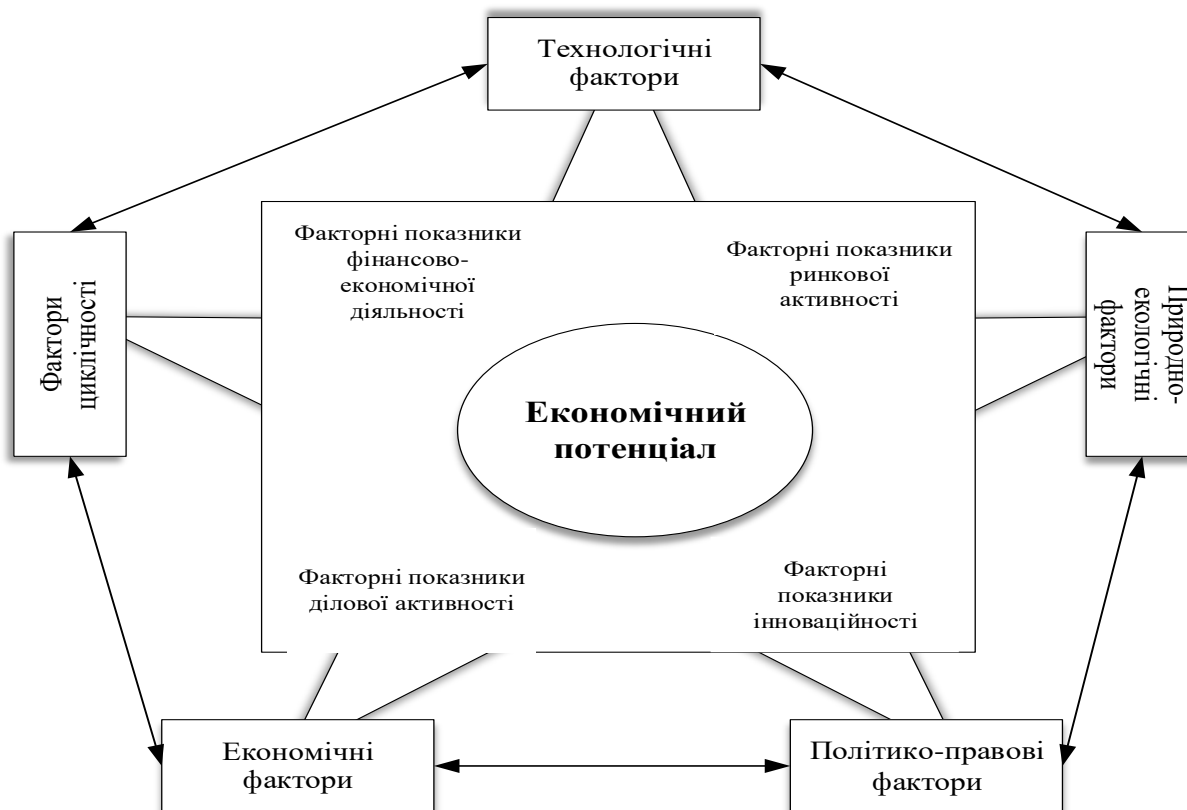 Технологічні
фактори
Фактори
циклічності
Факторні показники
фінансово-
економічної
діяльності
Факторні показники
ринкової
активності
Природно-
екологічні
фактори
Економічний
потенціал
Факторні показники
ділової активності
Факторні
показники
інноваційності
Економічні
фактори
Політико-правові
фактори